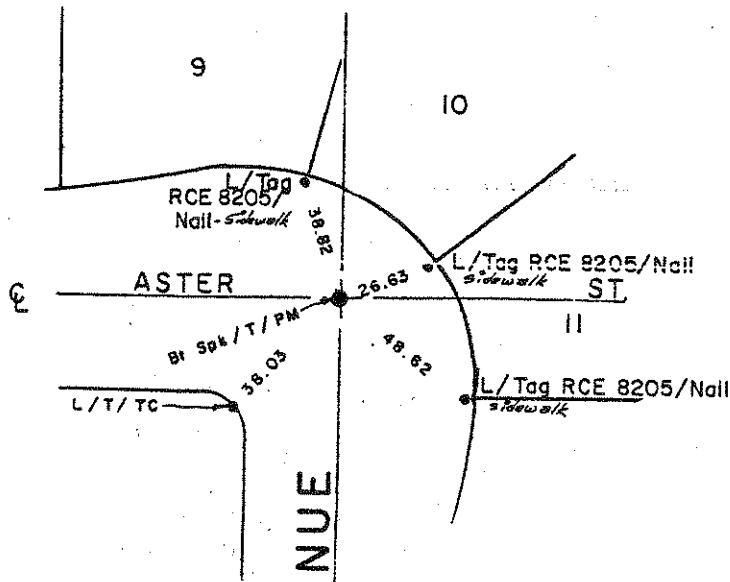 9
10
L/Tag
RCE 8205/
Nail - sidewalk
38.82
L/Tag RCE 8205/Nail
sidewalk
26.63
℄
ASTER
ST
11
Bt Spk/T/PM
38.03
48.62
L/T/TC
L/Tag RCE 8205/Nail
sidewalk
NUE